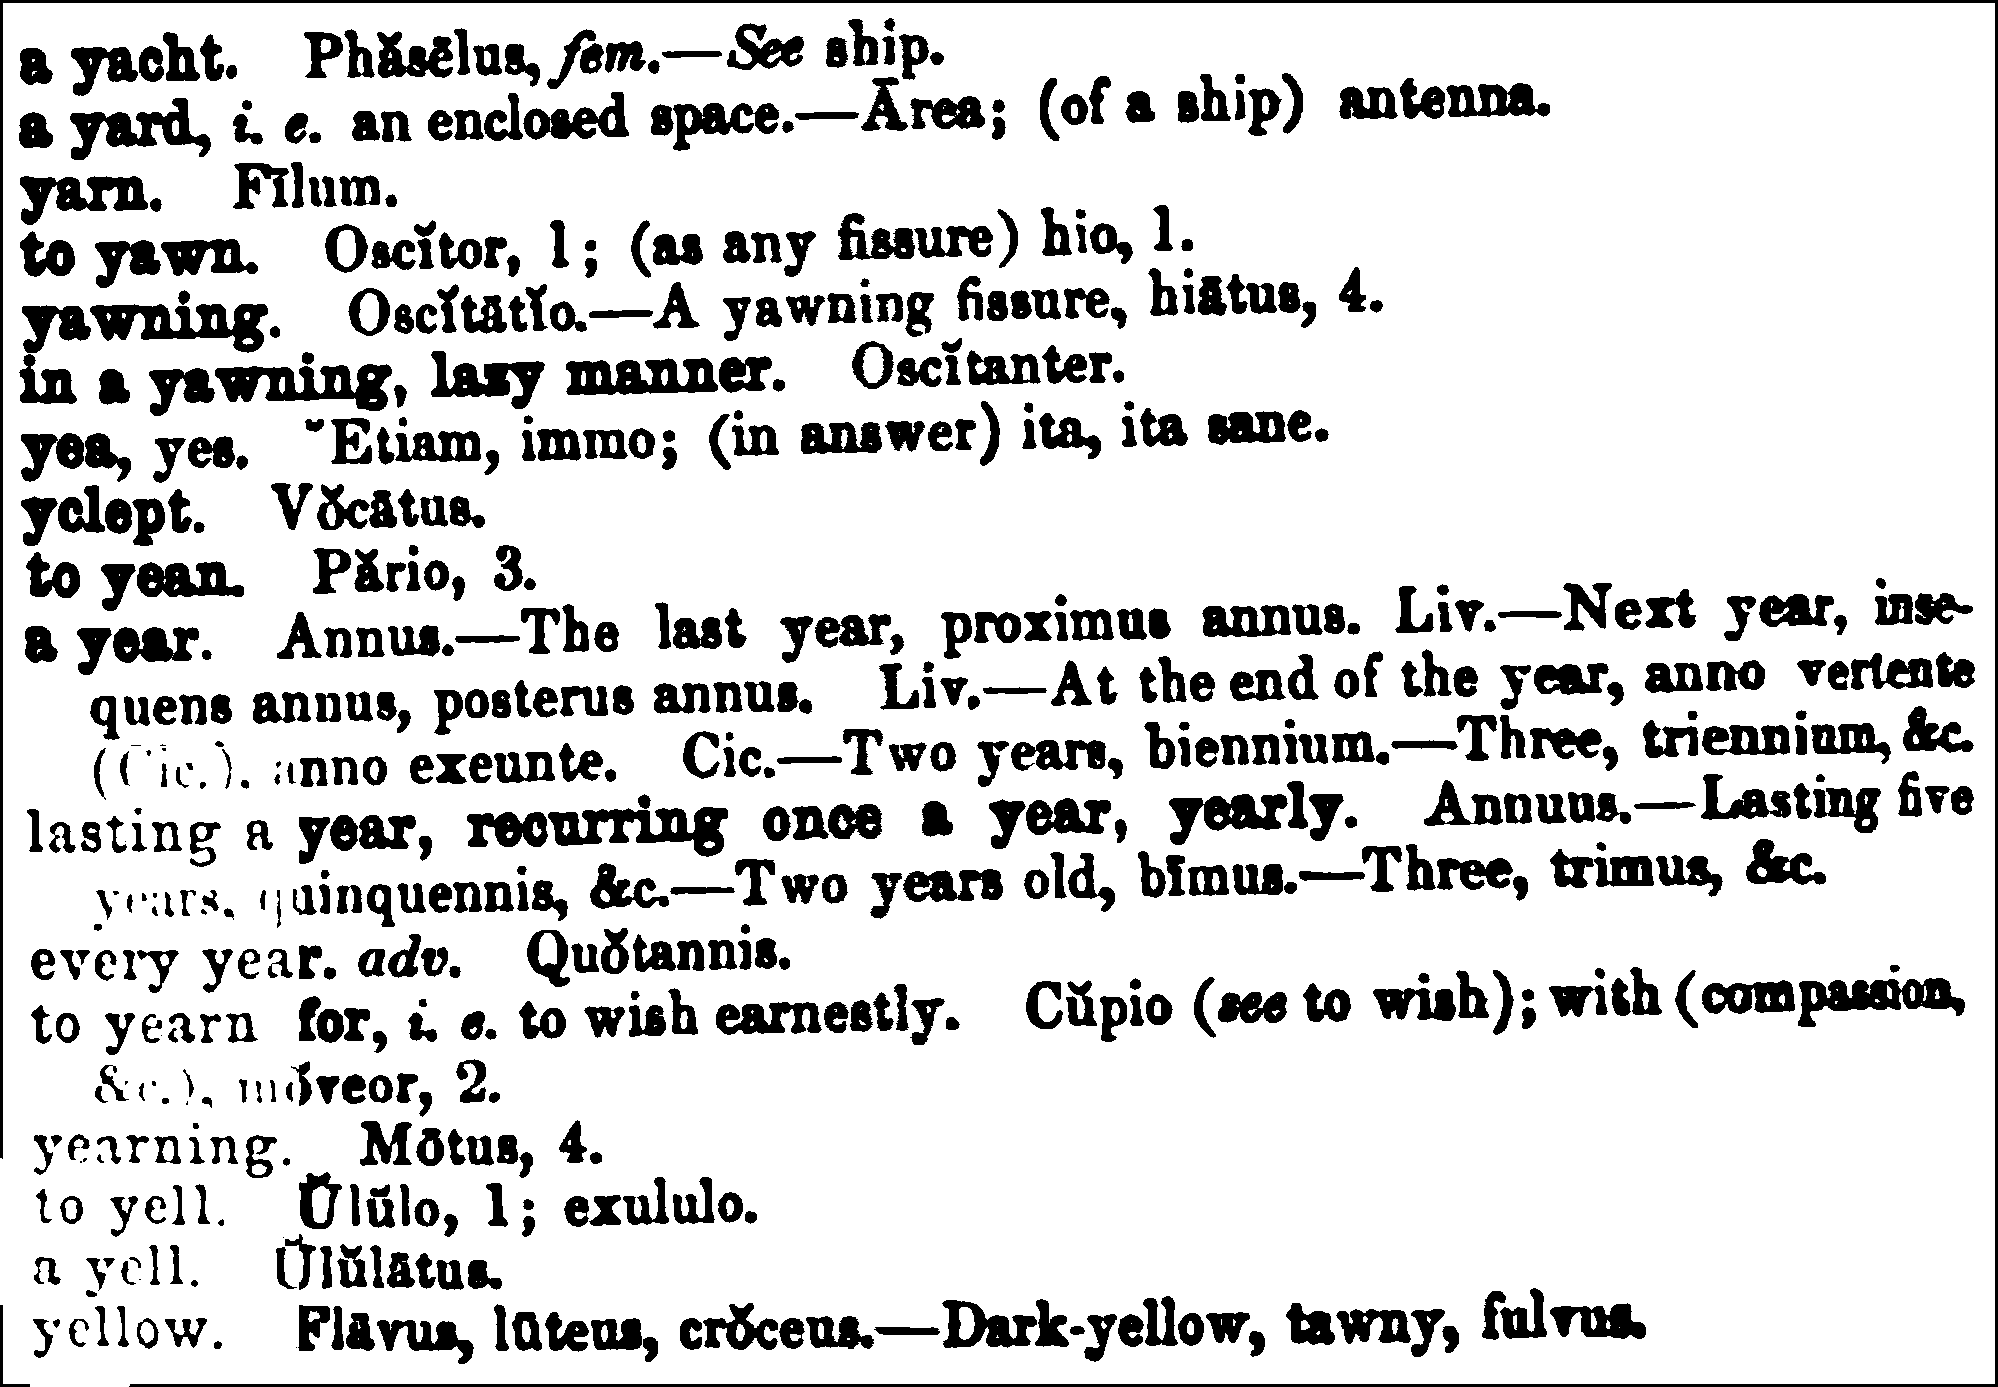 a yacht. Phăsēlus, fem.—See ship.
a yard, i. e. an enclosed space.—Ārea; (of a ship) antenna.
yarn. Fīlum.
to yawn. Oscĭtor, 1; (as any fissure) hio, 1.
yawning. Oscĭtātĭo.—A yawning fissure, hiātus, 4.
in a yawning, lazy manner. Oscĭtanter.
yea, yes. ˘Etiam, immo; (in answer) ita, ita sane.
yclept. Vŏcātus.
to yean. Părio, 3.
a year. Annus.—The last year, proximus annus. Liv.—Next year, inse-
quens annus, posterus annus. Liv.—At the end of the year, anno vertente
(Cic.), anno exeunte. Cic.—Two years, biennium.—Three, triennium, &c.
lasting a year, recurring once a year, yearly. Annuus.—Lasting five
years, quinquennis, &c.—Two years old, bīmus.—Three, trimus, &c.
every year. adv. Quŏtannis.
to yearn for, i. e. to wish earnestly. Cŭpio (see to wish); with (compassion,
&c.), mŏveor, 2.
yearning. Mōtus, 4.
to yell. Ŭlŭlo, 1; exululo.
a yell. Ŭlŭlātus.
yellow. Flāvus, lūteus, crŏceus.—Dark-yellow, tawny, fulvus.